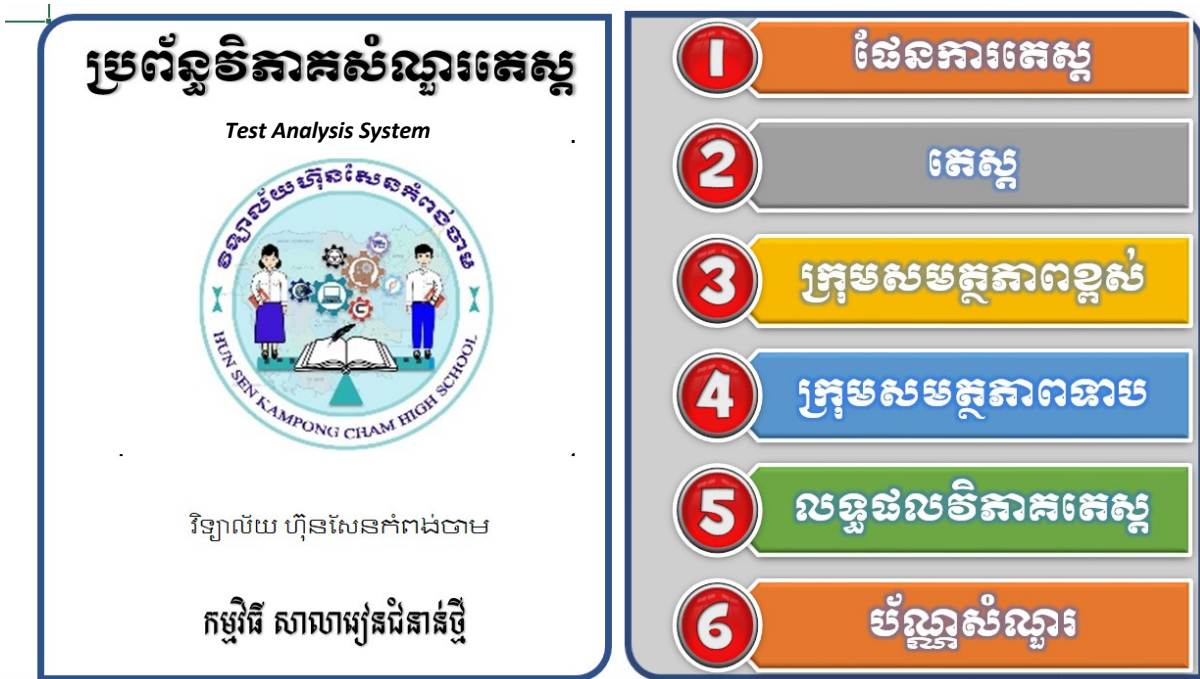 ប្រព័ន្ធវិភាគសំណួរតេស្ត
Test Analysis System
វិទ្យាល័យហ៊ុនសែនកំពង់ចាម
HUN SEN KAMPONG CHAM HIGH SCHOOL
វិទ្យាល័យ ហ៊ុនសែនកំពង់ចាម
កម្មវិធី សាលារៀនជំនាន់ថ្មី
1 ផែនការតេស្ត
2 តេស្ត
3 ក្រុមសមត្ថភាពខ្ពស់
4 ក្រុមសមត្ថភាពទាប
5 លទ្ធផលវិភាគតេស្ត
6 ប័ណ្ណសំណួរ